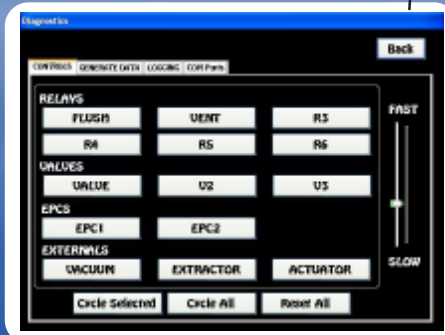 Diagnostics
Back
CONTROLS GENERATE DATA LOGGING COM Ports
RELAYS
FLUSH VENT R3
FAST
R4 R5 R6
VALVES
VALVE V2 V3
EPCS
EPC1 EPC2
EXTERNALS
VACUUM EXTRACTOR ACTUATOR
SLOW
Cycle Selected Cycle All Reset All